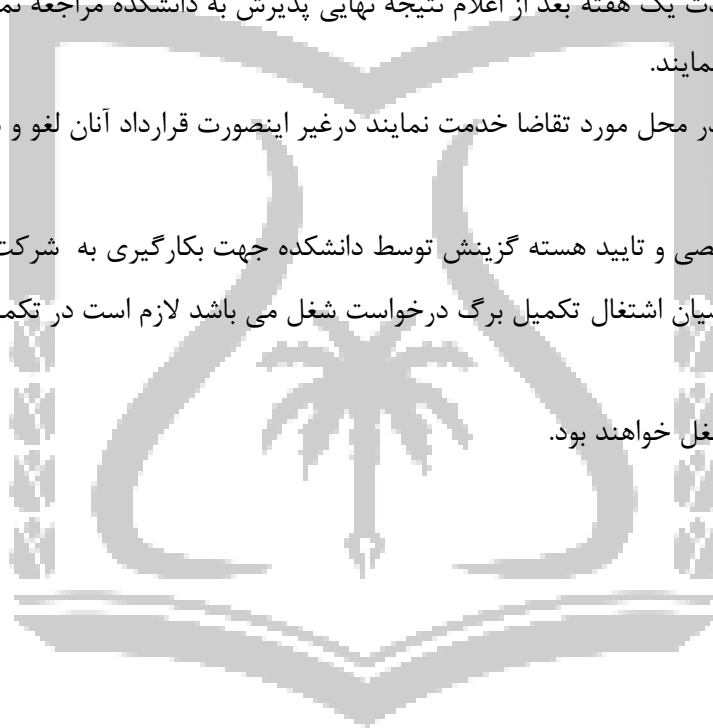 دت یک هفته بعد از اعلام نتیجه نهایی پذیرش به دانشکده مراجعه
مایند.
در محل مورد تقاضا خدمت نمایند درغیر اینصورت قرارداد آنان لغو و
صی و تایید هسته گزینش توسط دانشکده جهت بکارگیری به شرکت
سیان اشتغال تکمیل برگ درخواست شغل می باشد لازم است در تکم
غل خواهند بود.